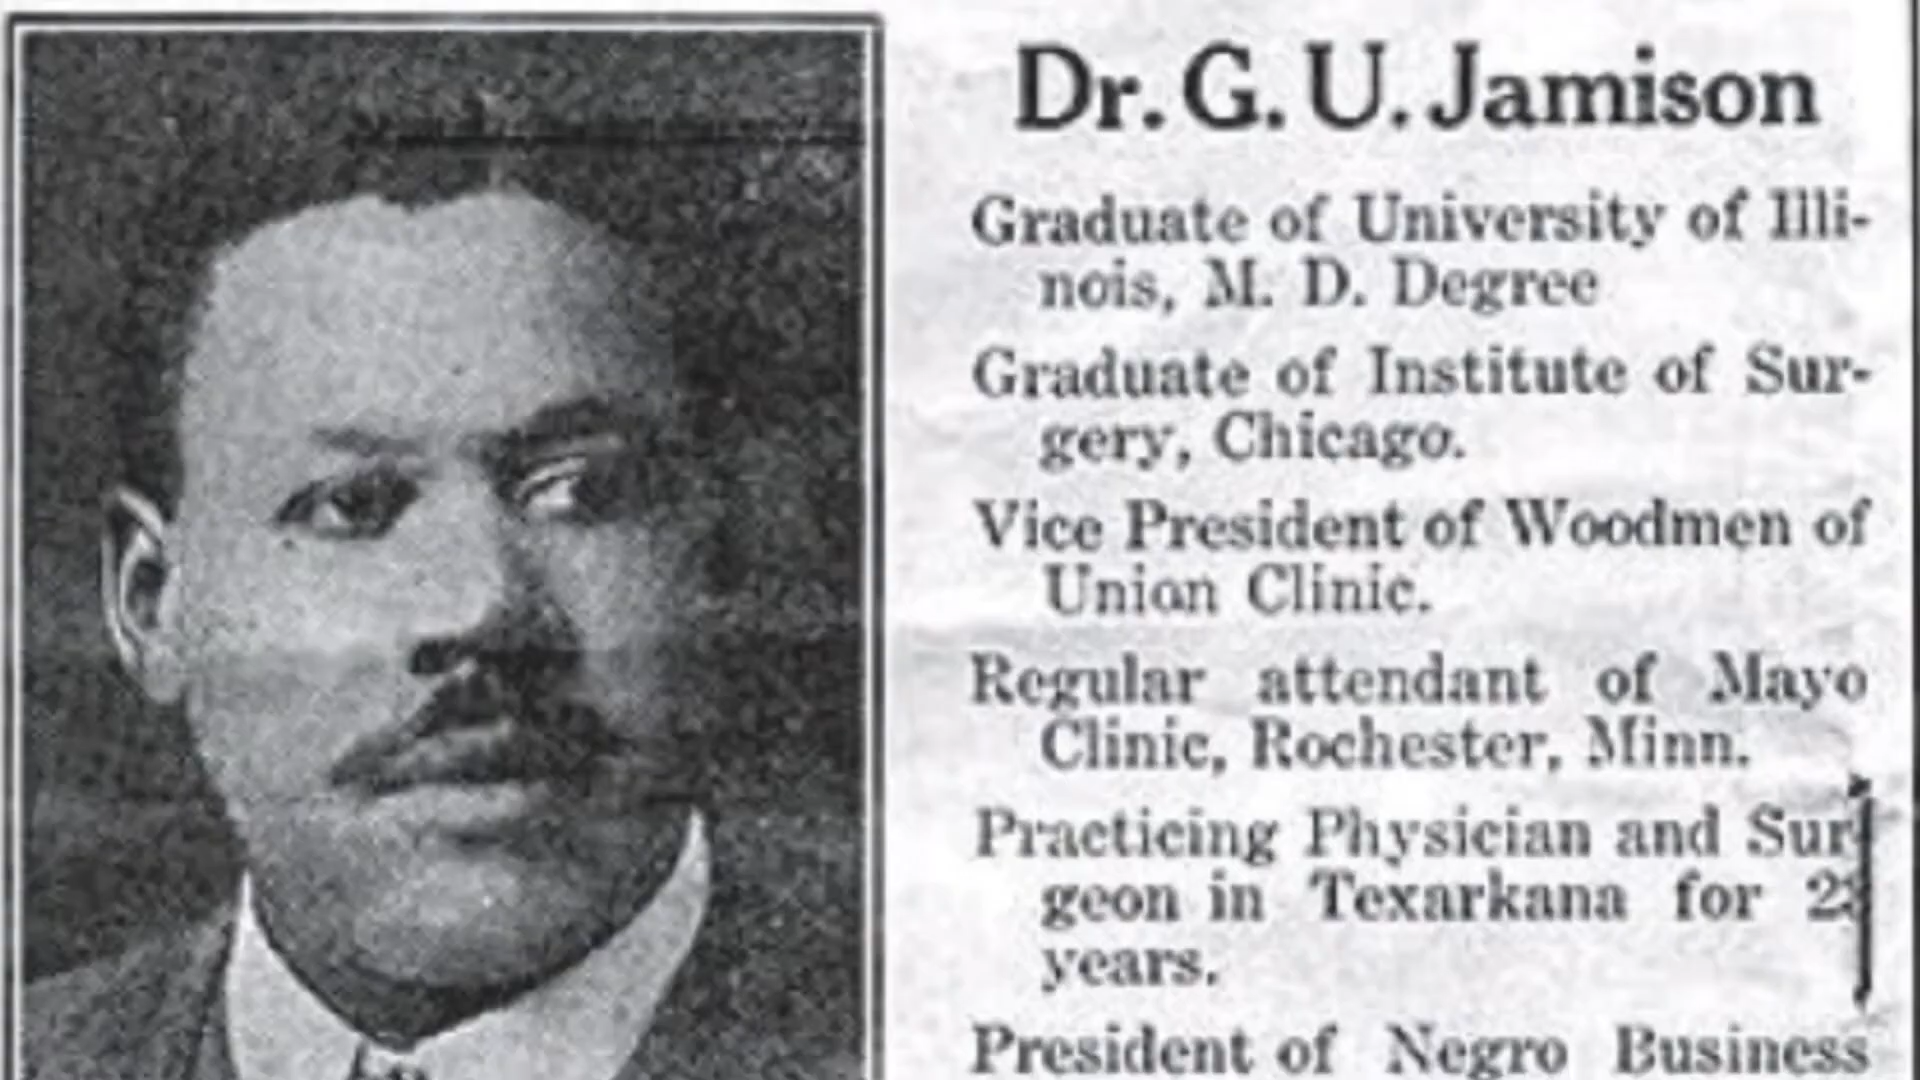 Dr. G. U. Jamison
Graduate of University of Illi-
nois, M. D. Degree
Graduate of Institute of Sur-
gery, Chicago.
Vice President of Woodmen of
Union Clinic.
Regular attendant of Mayo
Clinic, Rochester, Minn.
Practicing Physician and Sur-
geon in Texarkana for
years.
President of Negro Business